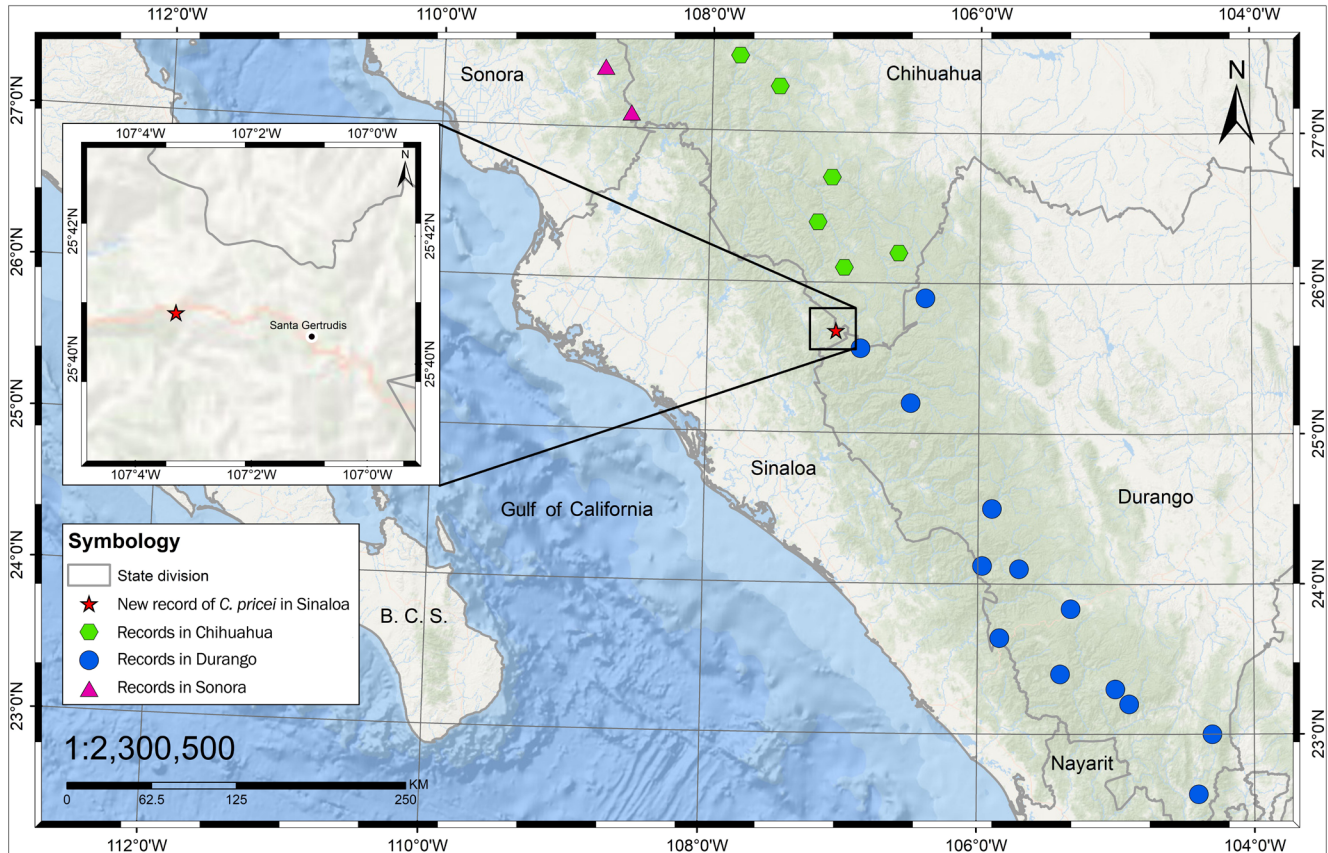 112°0'W 110°0'W 108°0'W 106°0'W 104°0'W
Sonora
Chihuahua
N
27°0'N
27°0'N
107°4'W 107°2'W 107°0'W
N
25°42'N
25°42'N
Santa Gertrudis
25°40'N
25°40'N
107°4'W 107°2'W 107°0'W
26°0'N
26°0'N
25°0'N
25°0'N
Sinaloa
Durango
Gulf of California
24°0'N
24°0'N
B. C. S.
Symbology
State division
New record of C. pricei in Sinaloa
Records in Chihuahua
Records in Durango
Records in Sonora
23°0'N
23°0'N
Nayarit
1:2,300,500
KM
0 62.5 125 250
112°0'W 110°0'W 108°0'W 106°0'W 104°0'W